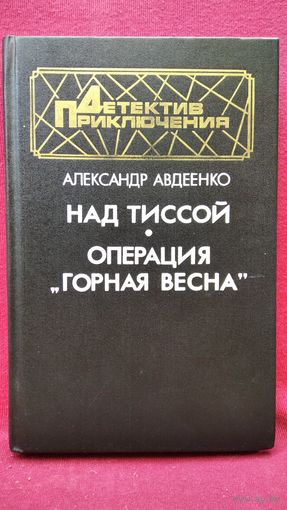 Детектив
Приключения
АЛЕКСАНДР АВДЕЕНКО
НАД ТИССОЙ
•
ОПЕРАЦИЯ
„ГОРНАЯ ВЕСНА”